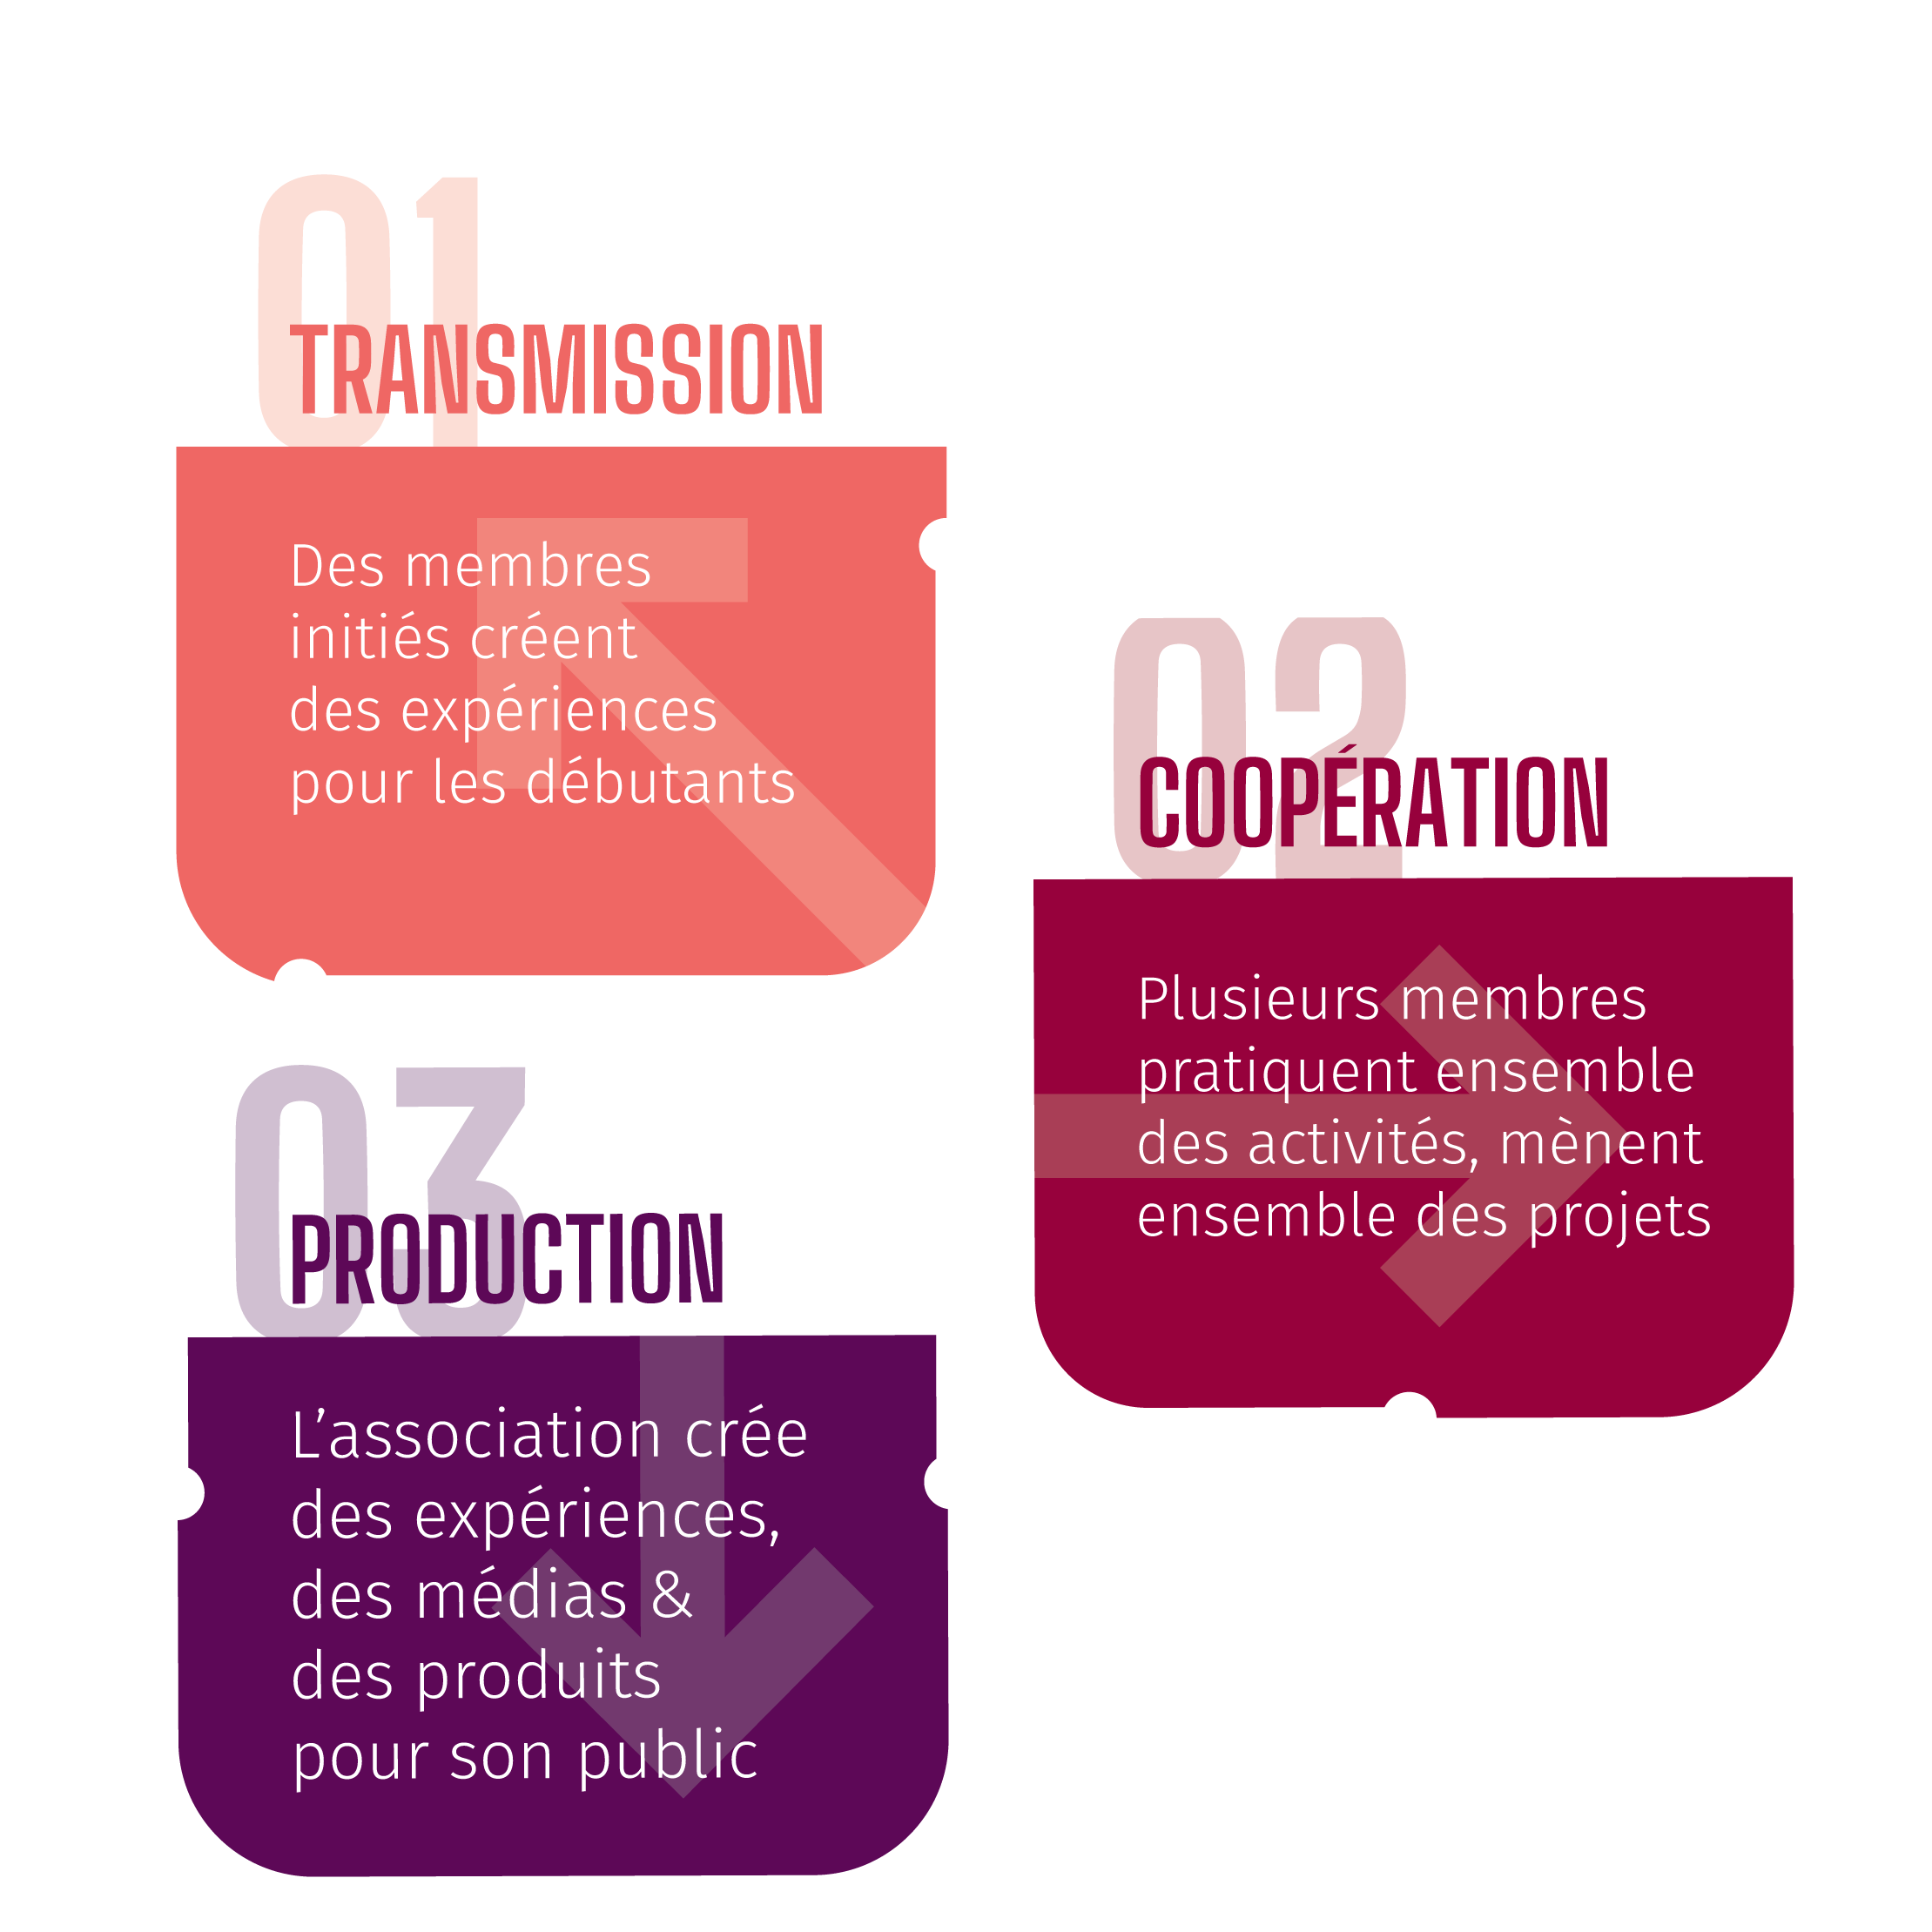 01
TRANSMISSION
Des membres
initiés créent
des expériences
pour les débutants
02
COOPÉRATION
Plusieurs membres
pratiquent ensemble
des activités, mènent
ensemble des projets
03
PRODUCTION
L’association crée
des expériences,
des médias &
des produits
pour son public